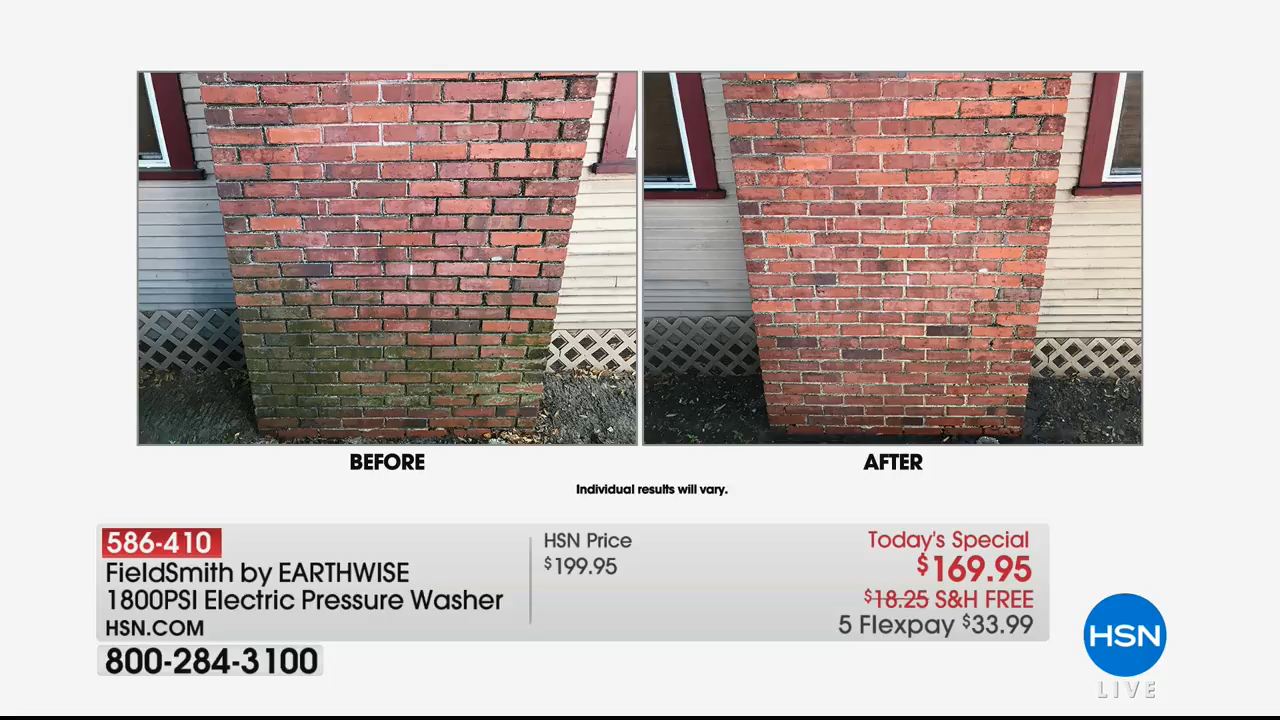 BEFORE
AFTER
Individual results will vary.
586-410
FieldSmith by EARTHWISE
1800PSI Electric Pressure Washer
HSN.COM
800-284-3100
HSN Price
$199.95
Today's Special
$169.95
$18.25 S&H FREE
5 Flexpay $33.99
HSN
LIVE